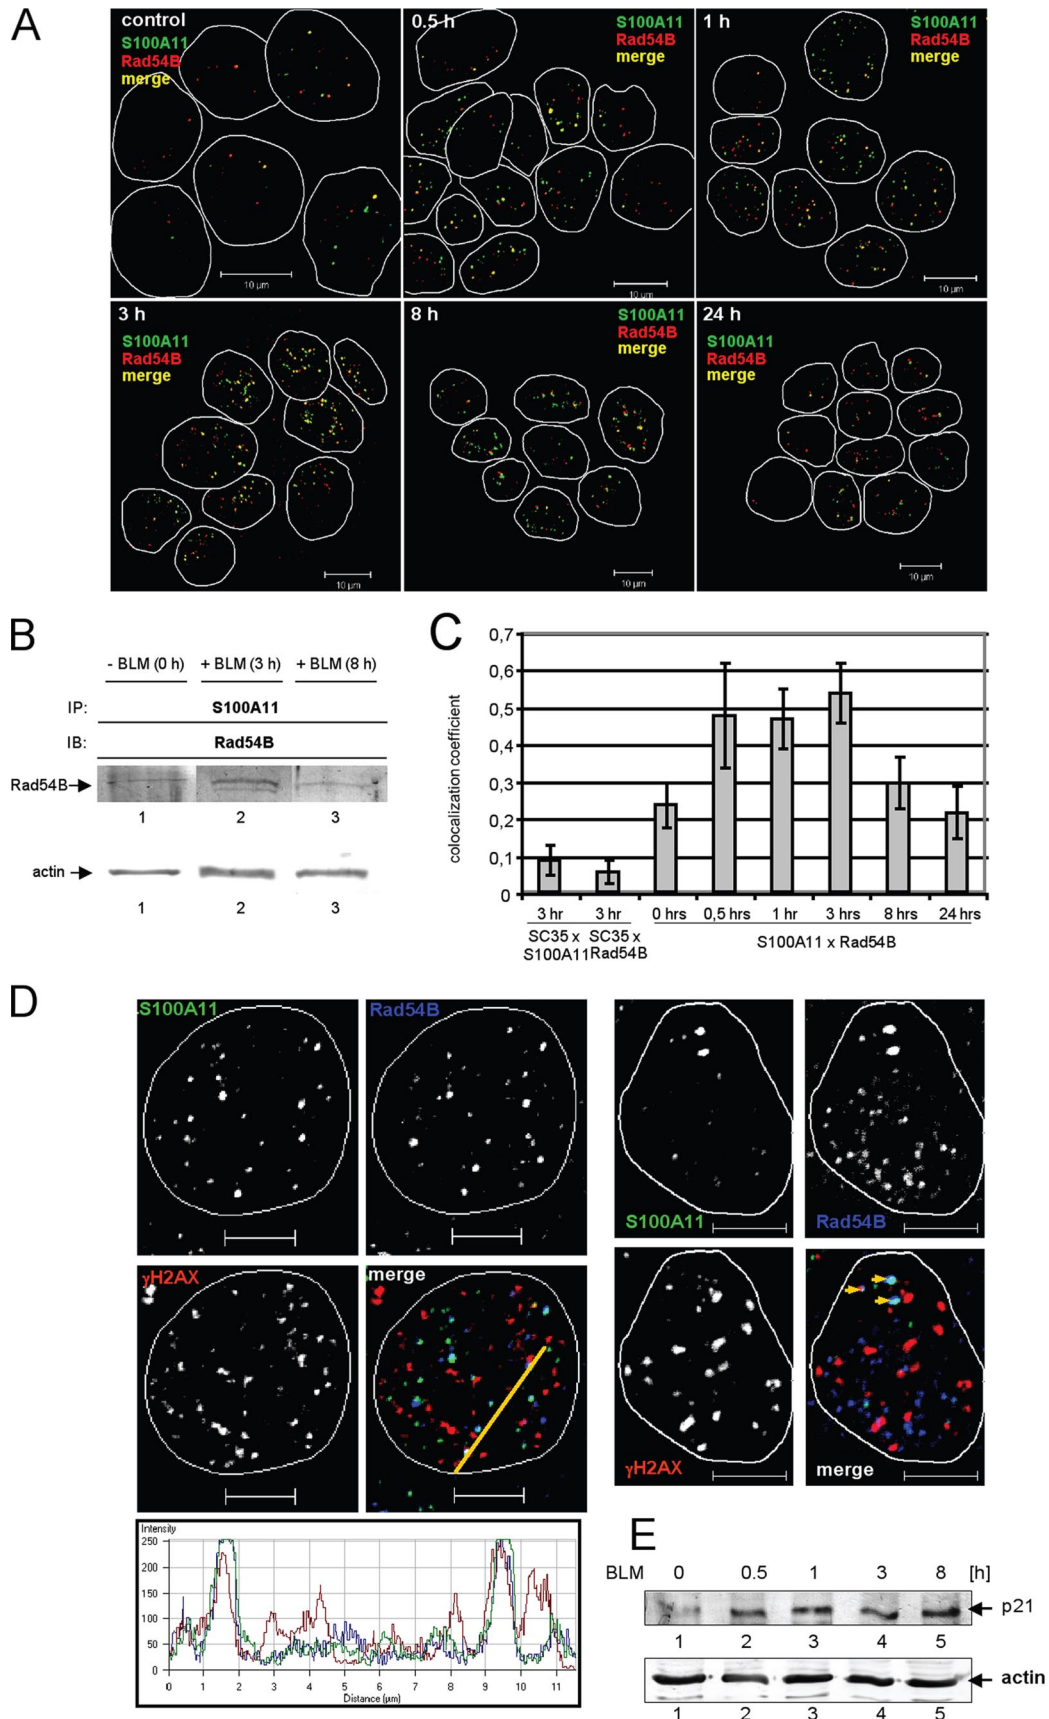 A
control
S100A11
Rad54B
merge
10 µm
0.5 h
S100A11
Rad54B
merge
10 µm
1 h
S100A11
Rad54B
merge
10 µm
3 h
S100A11
Rad54B
merge
10 µm
8 h
S100A11
Rad54B
merge
10 µm
24 h
S100A11
Rad54B
merge
10 µm
B
- BLM (0 h) + BLM (3 h) + BLM (8 h)
IP: S100A11
IB: Rad54B
Rad54B
1 2 3
actin
1 2 3
C
colocalization coefficient
0,7
0,6
0,5
0,4
0,3
0,2
0,1
0
3 hr 3 hr 0 hrs 0,5 hrs 1 hr 3 hrs 8 hrs 24 hrs
SC35 x S100A11
SC35 x Rad54B
S100A11 x Rad54B
D
S100A11
Rad54B
γH2AX
merge
S100A11
Rad54B
γH2AX
merge
Intensity
250
200
150
100
50
0
0 1 2 3 4 5 6 7 8 9 10 11
Distance (µm)
E
BLM 0 0.5 1 3 8 [h]
p21
1 2 3 4 5
actin
1 2 3 4 5